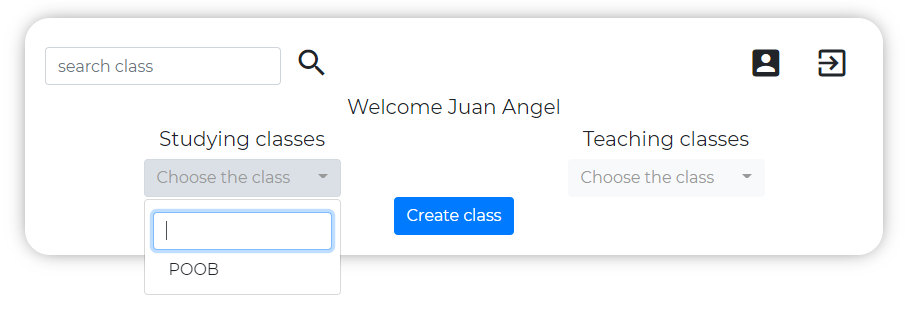 search class
Welcome Juan Angel
Studying classes
Teaching classes
Choose the class
Choose the class
Create class
POOB